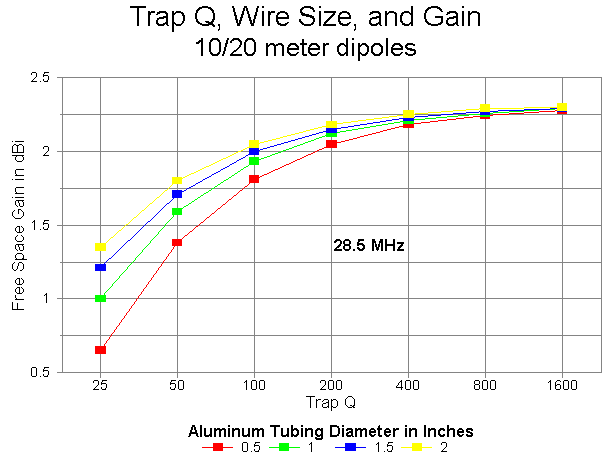 Trap Q, Wire Size, and Gain
10/20 meter dipoles
2.5
2
1.5
1
0.5
Free Space Gain in dBi
28.5 MHz
25 50 100 200 400 800 1600
Trap Q
Aluminum Tubing Diameter in Inches
0.5 1 1.5 2